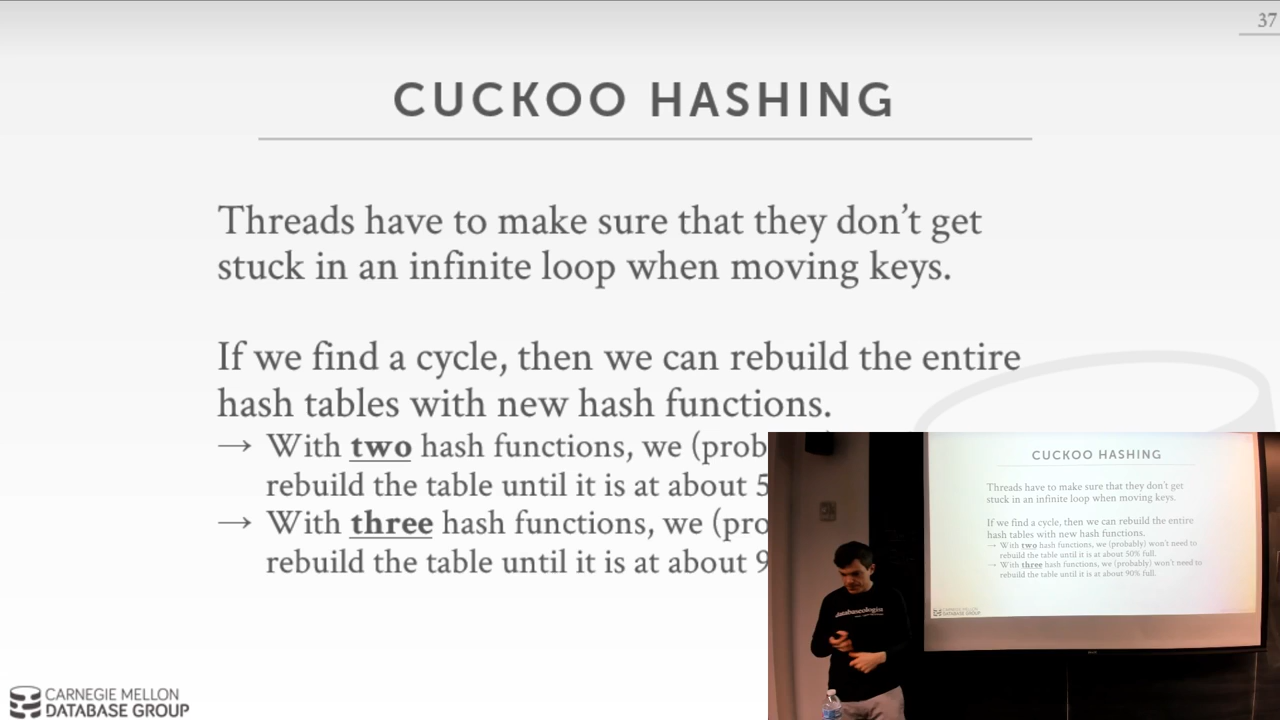 37
CUCKOO HASHING
Threads have to make sure that they don't get
stuck in an infinite loop when moving keys.
If we find a cycle, then we can rebuild the entire
hash tables with new hash functions.
→ With two hash functions, we (prob
rebuild the table until it is at about 5
→ With three hash functions, we (pro
rebuild the table until it is at about 9
CARNEGIE MELLON
DATABASE GROUP
CUCKOO HASHING
Threads have to make sure that they don't get
stuck in an infinite loop when moving keys.
If we find a cycle, then we can rebuild the entire
hash tables with new hash functions.
→ With two hash functions, we (probably) won't need to
rebuild the table until it is at about 50% full.
→ With three hash functions, we (probably) won't need to
rebuild the table until it is at about 90% full.
CARNEGIE MELLON
DATABASE GROUP